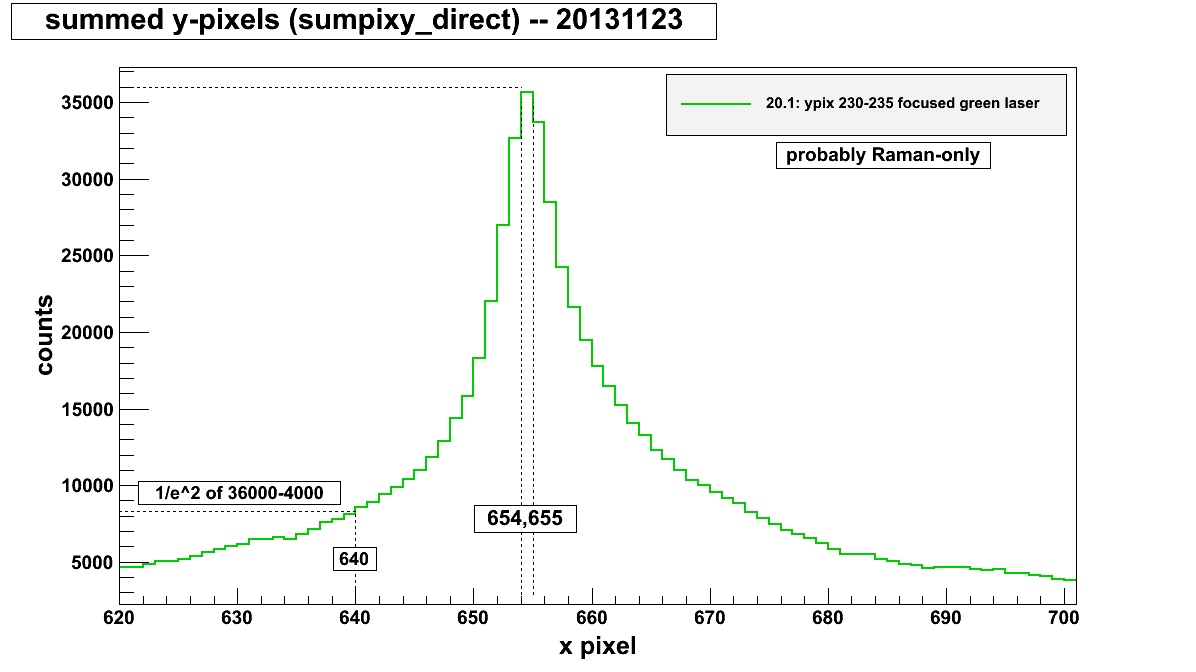 summed y-pixels (sumpixy_direct) -- 20131123
20.1: ypix 230-235 focused green laser
probably Raman-only
35000
30000
25000
20000
15000
10000
5000
counts
1/e^2 of 36000-4000
654,655
640
620 630 640 650 660 670 680 690 700
x pixel